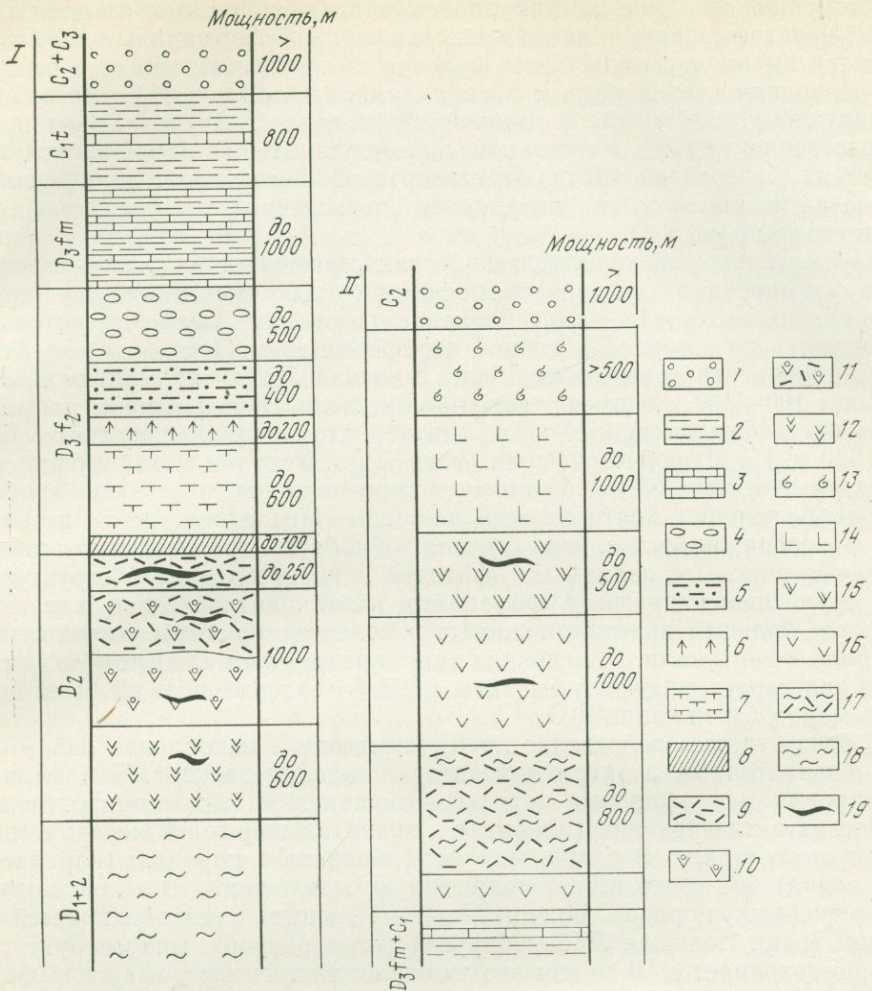 Мощность, м
I
C₂+C₃
>
1000
C₁t
800
D₃fm
до
1000
до
500
D₃f₂
до
400
до 200
до
600
до 100
до 250
D₂
1000
до
600
D₁₊₂
Мощность, м
II
C₂
>
1000
>500
до
1000
до
500
до
1000
до
800
D₃fm+C₁
1
2
3
4
5
6
7
8
9
10
11
12
13
14
15
16
17
18
19